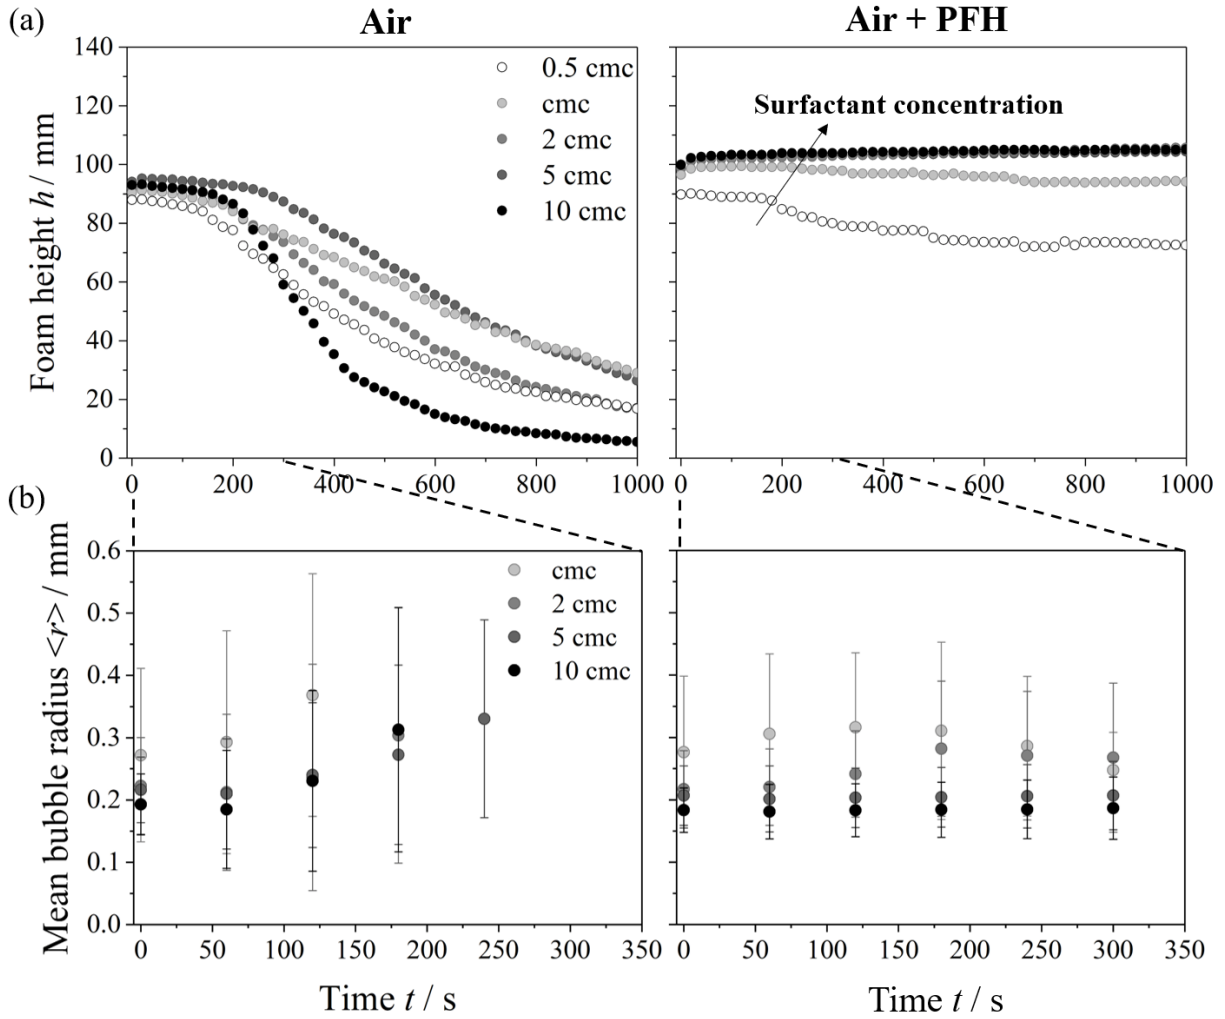 (a)
Air
Air + PFH
Foam height h / mm
140
120
100
80
60
40
20
0
0.5 cmc
cmc
2 cmc
5 cmc
10 cmc
Surfactant concentration
0 200 400 600 800 1000
0 200 400 600 800 1000
(b)
Mean bubble radius <r> / mm
0.6
0.5
0.4
0.3
0.2
0.1
0.0
cmc
2 cmc
5 cmc
10 cmc
0 50 100 150 200 250 300 350
0 50 100 150 200 250 300 350
Time t / s
Time t / s